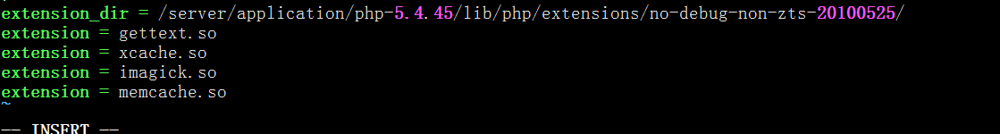 extension_dir = /server/application/php-5.4.45/lib/php/extensions/no-debug-non-zts-20100525/
extension = gettext.so
extension = xcache.so
extension = imagick.so
extension = memcache.so
~
-- INSERT --